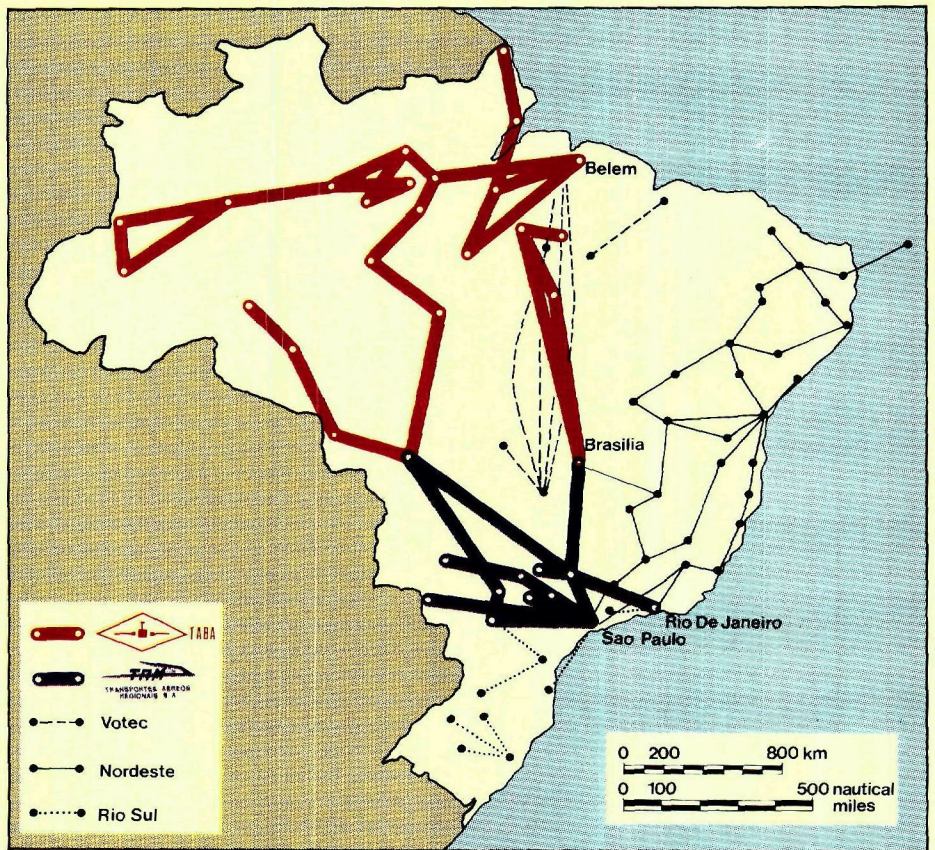 Belem
Brasilia
Rio De Janeiro
Sao Paulo
TABA
TAM
TRANSPORTES AEREOS
REGIONAIS S A
Votec
Nordeste
Rio Sul
0 200 800 km
0 100 500 nautical
miles